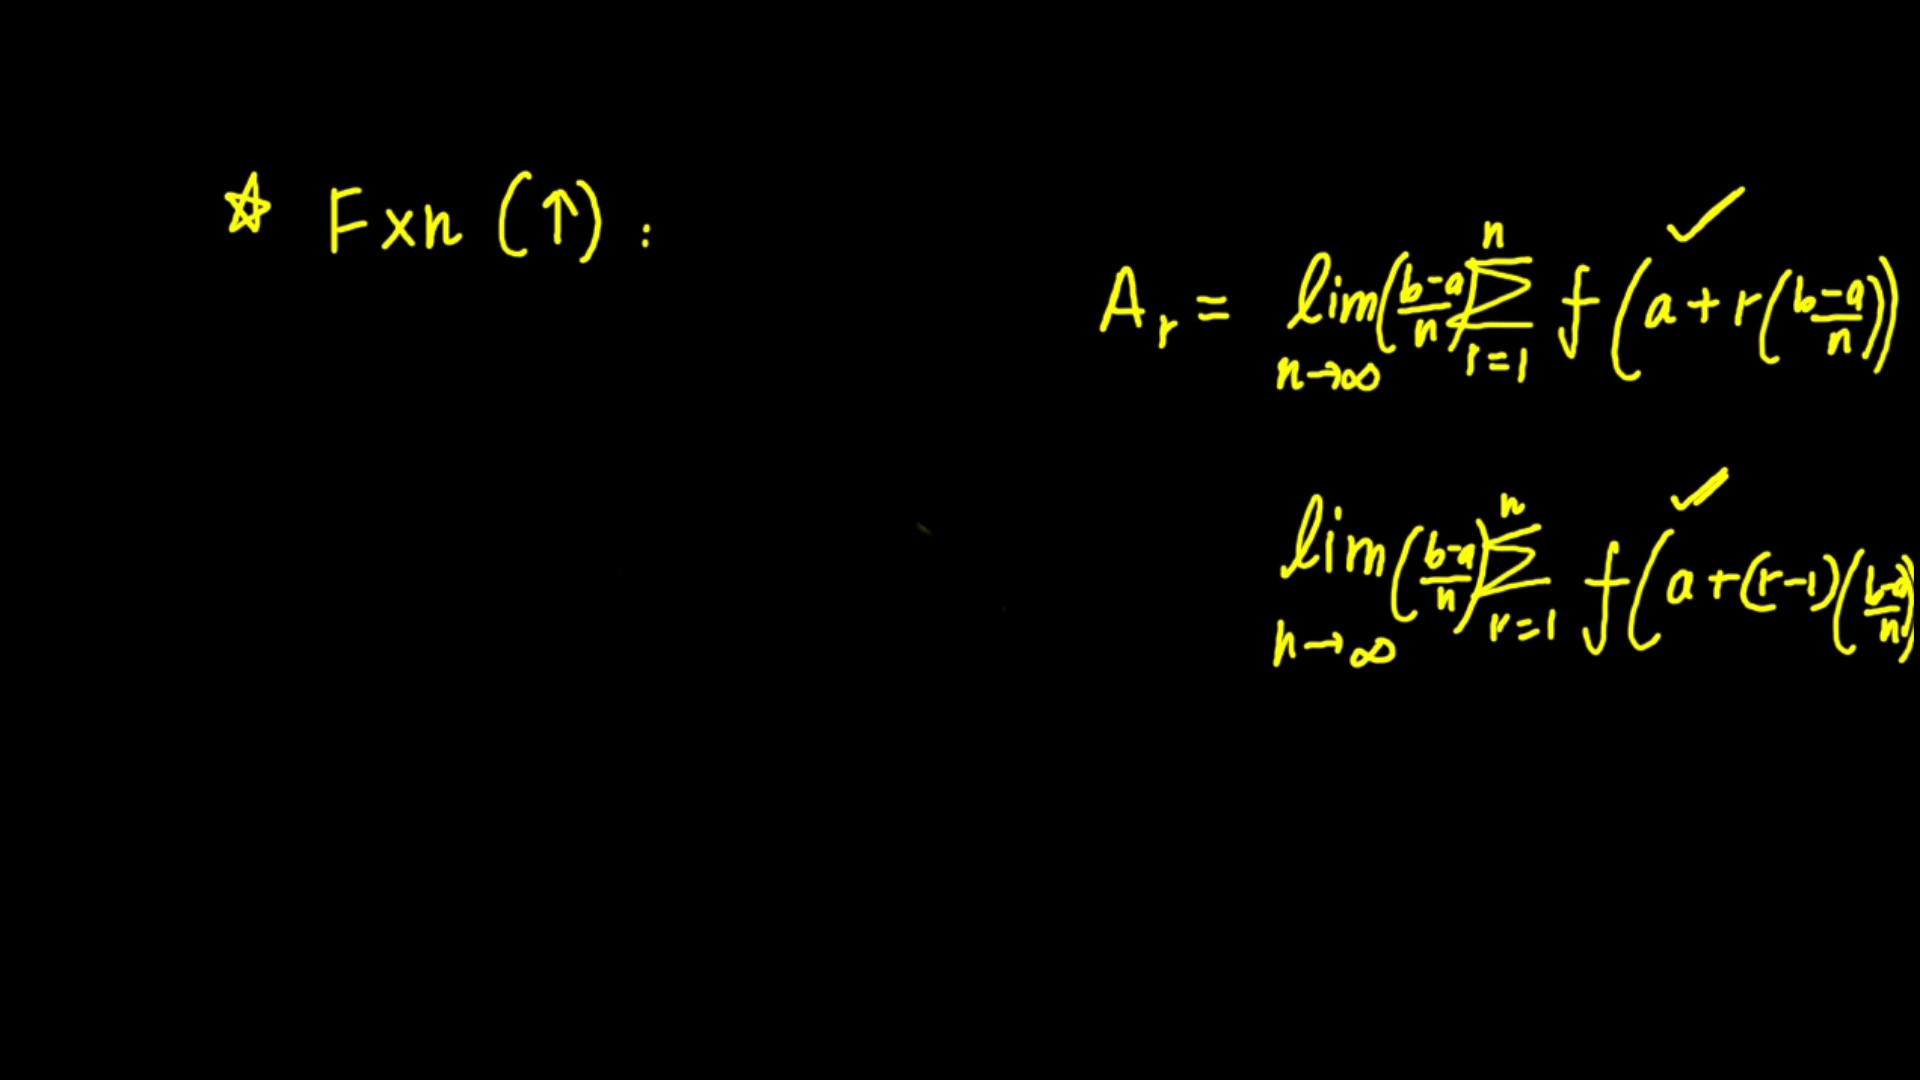 ☆ Fxn (↑) :
A_r = lim_{n→∞} (b-a/n) Σ_{r=1}^{n} f(a+r(b-a/n))
lim_{n→∞} (b-a/n) Σ_{r=1}^{n} f(a+(r-1)(b-a/n)